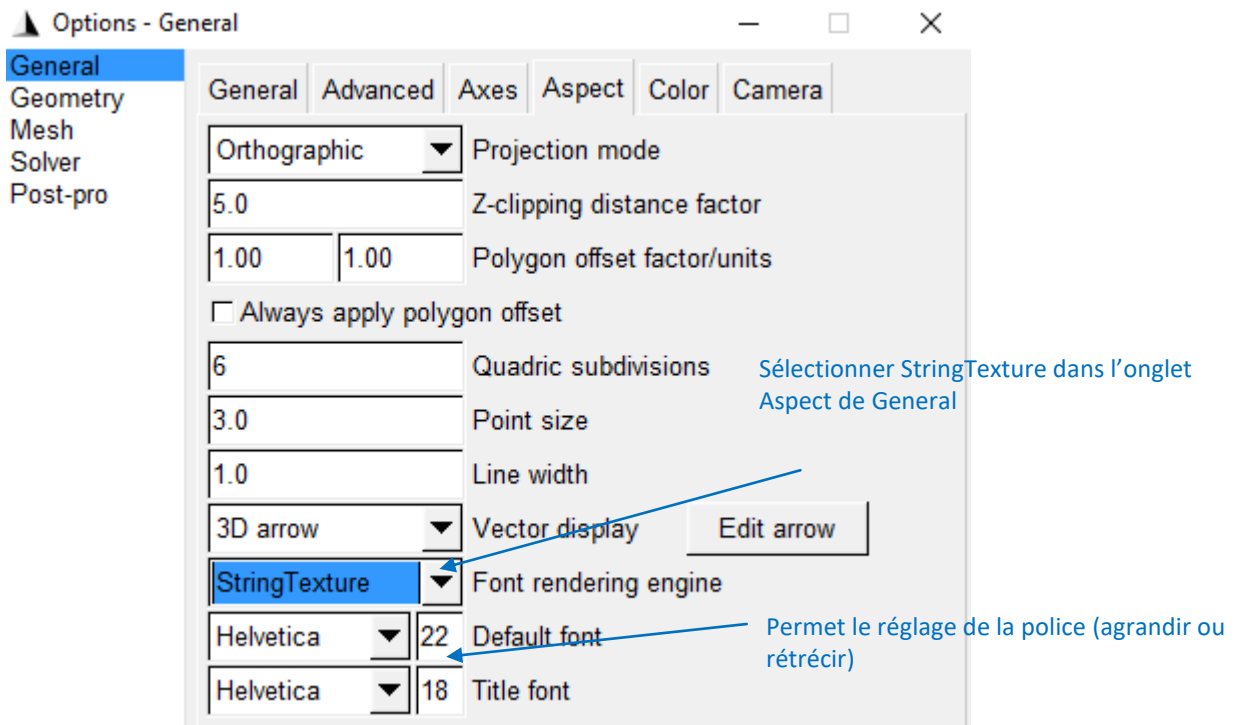 Options - General
General
Geometry
Mesh
Solver
Post-pro
General Advanced Axes Aspect Color Camera
Orthographic Projection mode
5.0 Z-clipping distance factor
1.00 1.00 Polygon offset factor/units
Always apply polygon offset
6 Quadric subdivisions
Sélectionner StringTexture dans l’onglet
Aspect de General
3.0 Point size
1.0 Line width
3D arrow Vector display Edit arrow
StringTexture Font rendering engine
Helvetica 22 Default font
Permet le réglage de la police (agrandir ou
rétrécir)
Helvetica 18 Title font